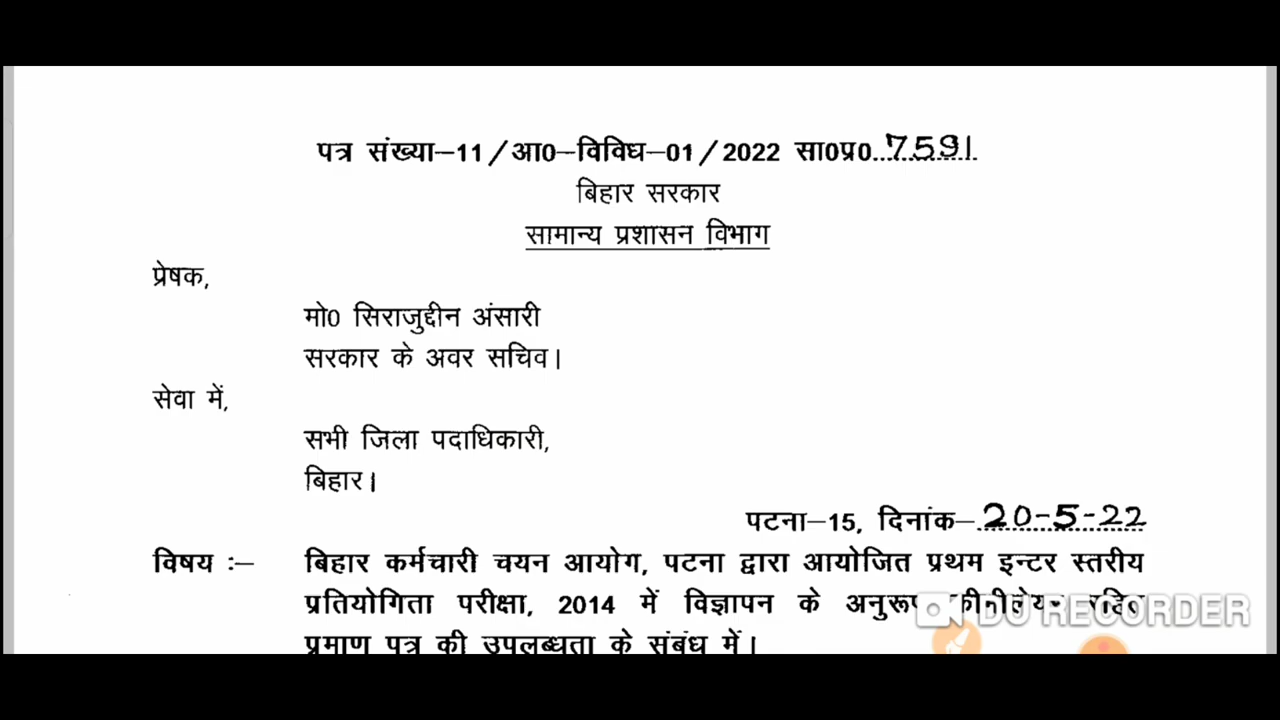 पत्र संख्या–11/आ0–विविध–01/2022 सा0प्र0..7591..
बिहार सरकार
सामान्य प्रशासन विभाग
प्रेषक,
मो0 सिराजुद्दीन अंसारी
सरकार के अवर सचिव।
सेवा में,
सभी जिला पदाधिकारी,
बिहार।
पटना–15, दिनांक–20-5-22
विषय :– बिहार कर्मचारी चयन आयोग, पटना द्वारा आयोजित प्रथम इन्टर स्तरीय
प्रतियोगिता परीक्षा, 2014 में विज्ञापन के अनुरूप
DU RECORDER
प्रमाण पत्र की उपलब्धता के संबंध में।